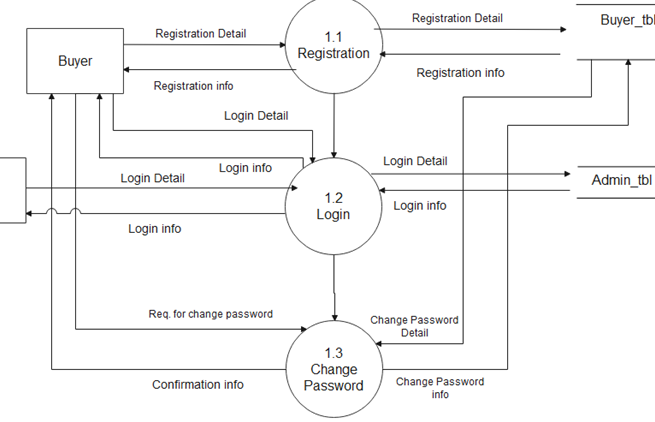 Registration Detail
Buyer_tbl
Registration Detail
1.1
Registration
Buyer
Registration info
Registration info
Login Detail
Login info
Login Detail
Login Detail
Admin_tbl
1.2
Login
Login info
Login info
Req. for change password
Change Password
Detail
1.3
Change
Password
Confirmation info
Change Password
info